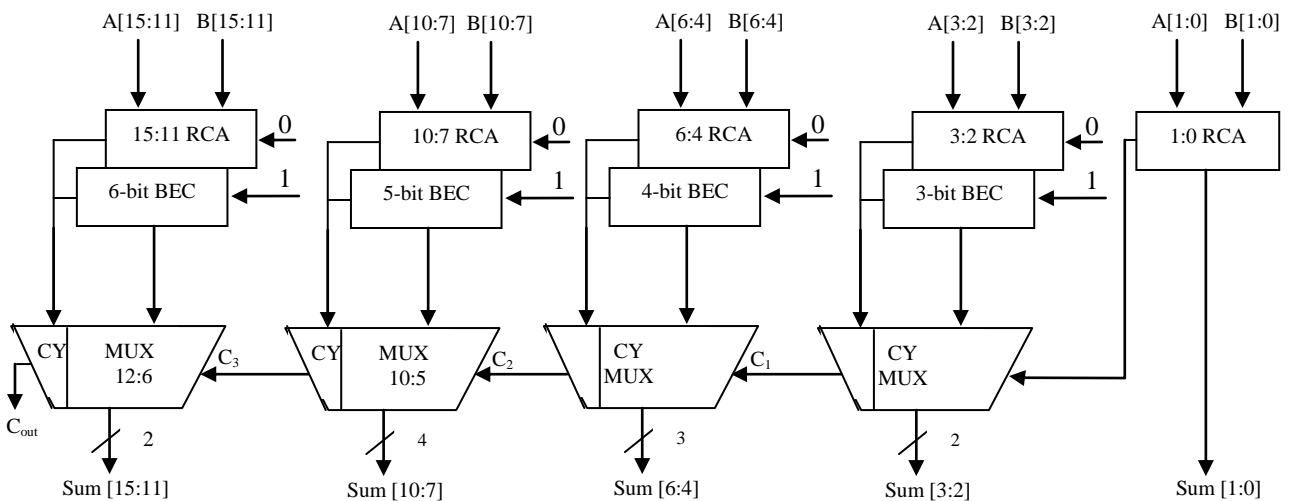 A[15:11] B[15:11] A[10:7] B[10:7] A[6:4] B[6:4] A[3:2] B[3:2] A[1:0] B[1:0]
15:11 RCA 0 10:7 RCA 0 6:4 RCA 0 3:2 RCA 0 1:0 RCA
6-bit BEC 1 5-bit BEC 1 4-bit BEC 1 3-bit BEC 1
CY MUX C₃ CY MUX C₂ CY C₁ CY
12:6 10:5 MUX MUX
Cout 2 4 3 2
Sum [15:11] Sum [10:7] Sum [6:4] Sum [3:2] Sum [1:0]